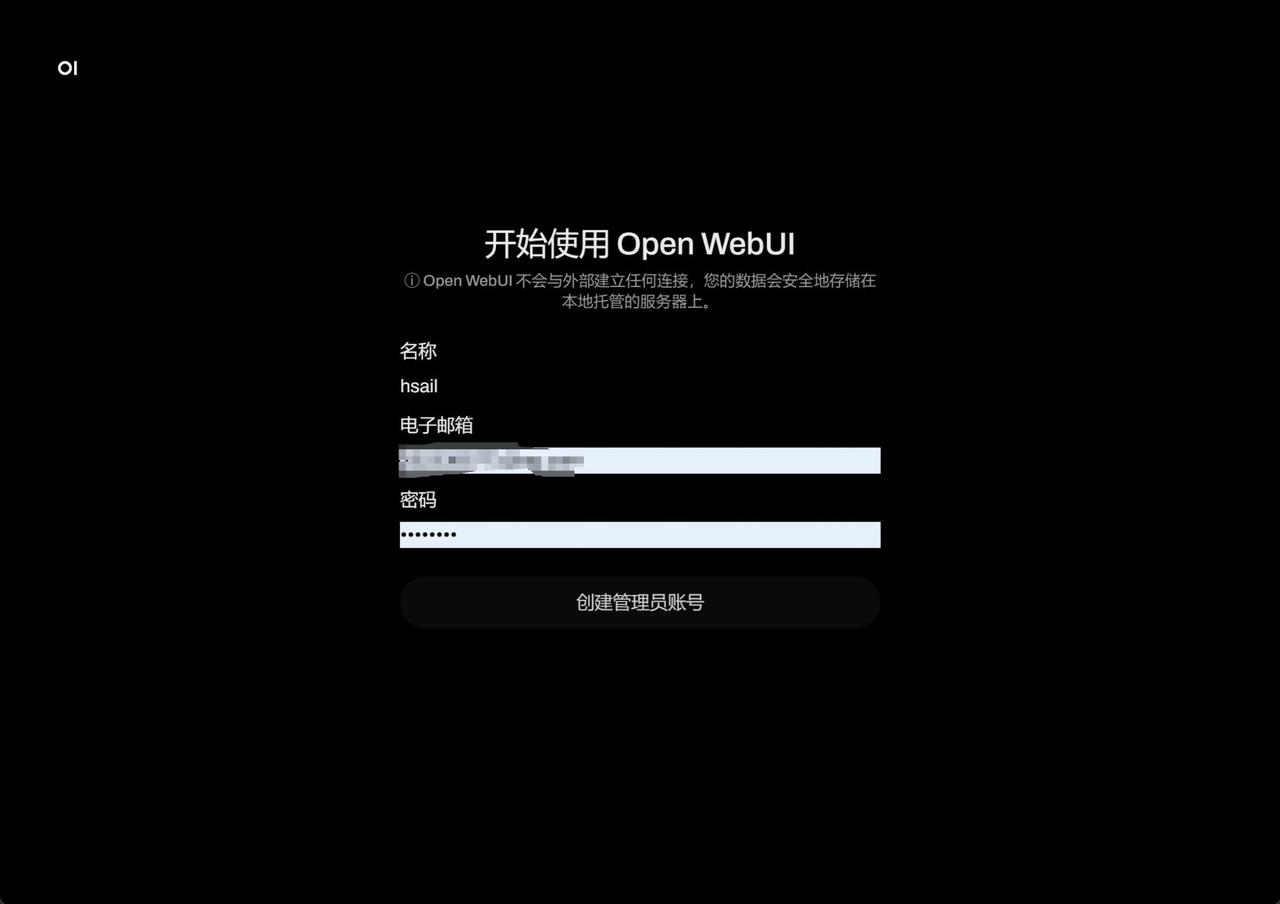 OI
开始使用 Open WebUI
ⓘ Open WebUI 不会与外部建立任何连接，您的数据会安全地存储在
本地托管的服务器上。
名称
hsail
电子邮箱
密码
••••••••
创建管理员账号